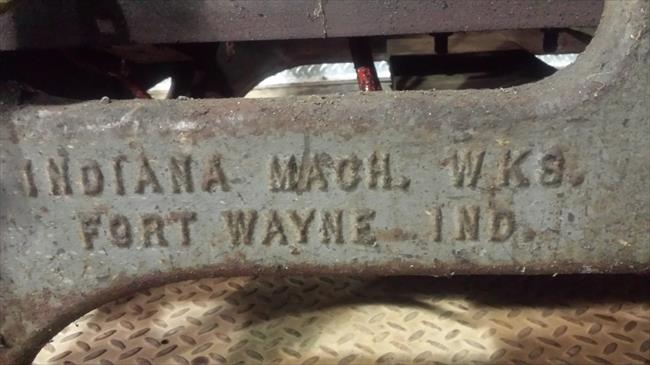 INDIANA MACH. WKS.
FORT WAYNE IND.